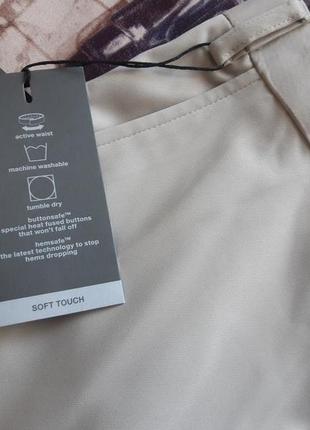 active waist
machine washable
tumble dry
buttonsafe™
special heat fused buttons
that won't fall off
hemsafe™
the latest technology to stop
hems dropping
SOFT TOUCH